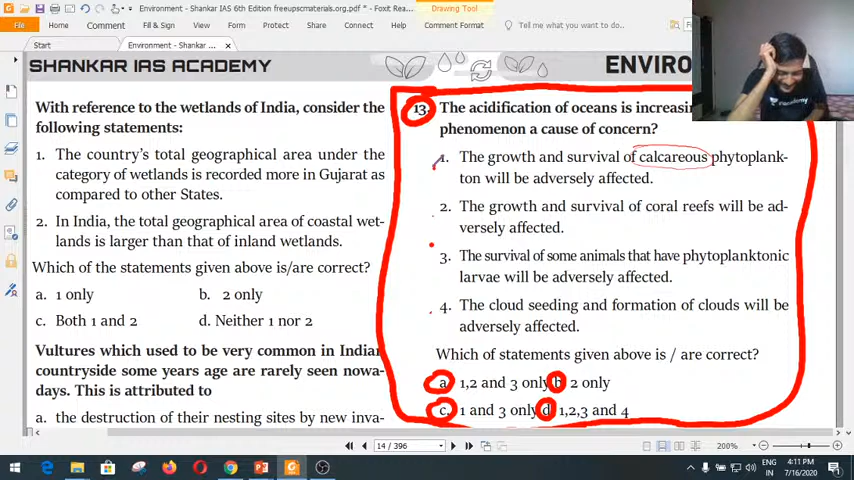 Environment - Shankar IAS 6th Edition freeupscmaterials.org.pdf * - Foxit Rea...
Drawing Tool
File
Home
Comment
Fill & Sign
View
Form
Protect
Share
Help
Comment Format
Tell me what you want to do...
Start
Environment - Shankar IAS 6...
SHANKAR IAS ACADEMY
With reference to the wetlands of India, consider the
following statements:
1. The country's total geographical area under the
category of wetlands is recorded more in Gujarat as
compared to other States.
2. In India, the total geographical area of coastal wet-
lands is larger than that of inland wetlands.
Which of the statements given above is/are correct?
a. 1 only
b. 2 only
c. Both 1 and 2
d. Neither 1 nor 2
Vultures which used to be very common in Indian
countryside some years age are rarely seen nowa-
days. This is attributed to
a. the destruction of their nesting sites by new inva-
ENVIRO
13. The acidification of oceans is increasin
phenomenon a cause of concern?
1. The growth and survival of calcareous phytoplank-
ton will be adversely affected.
2. The growth and survival of coral reefs will be ad-
versely affected.
3. The survival of some animals that have phytoplanktonic
larvae will be adversely affected.
4. The cloud seeding and formation of clouds will be
adversely affected.
Which of statements given above is / are correct?
a. 1,2 and 3 only b. 2 only
c. 1 and 3 only d. 1,2,3 and 4
14 / 396
200%
ENG
IN
4:11 PM
7/16/2020